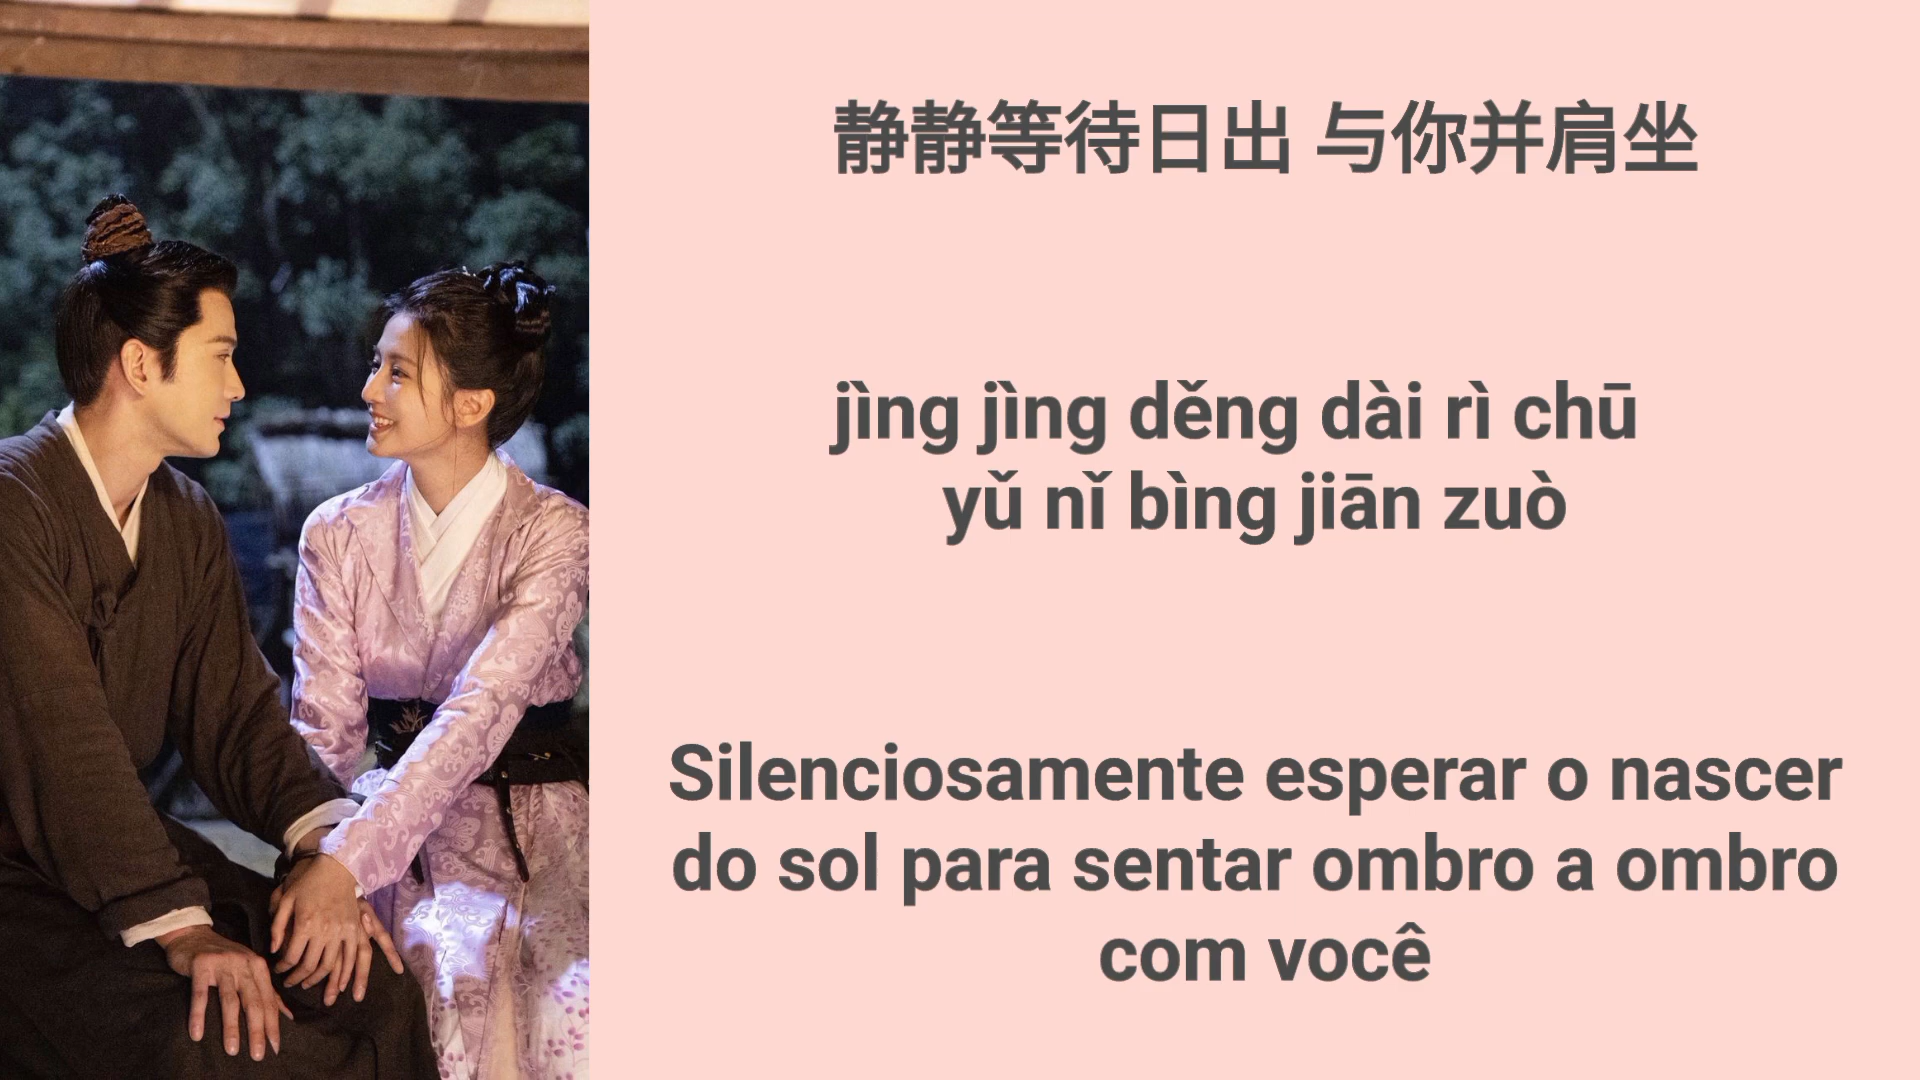 静静等待日出 与你并肩坐
jìng jìng děng dài rì chū
yǔ nǐ bìng jiān zuò
Silenciosamente esperar o nascer
do sol para sentar ombro a ombro
com você